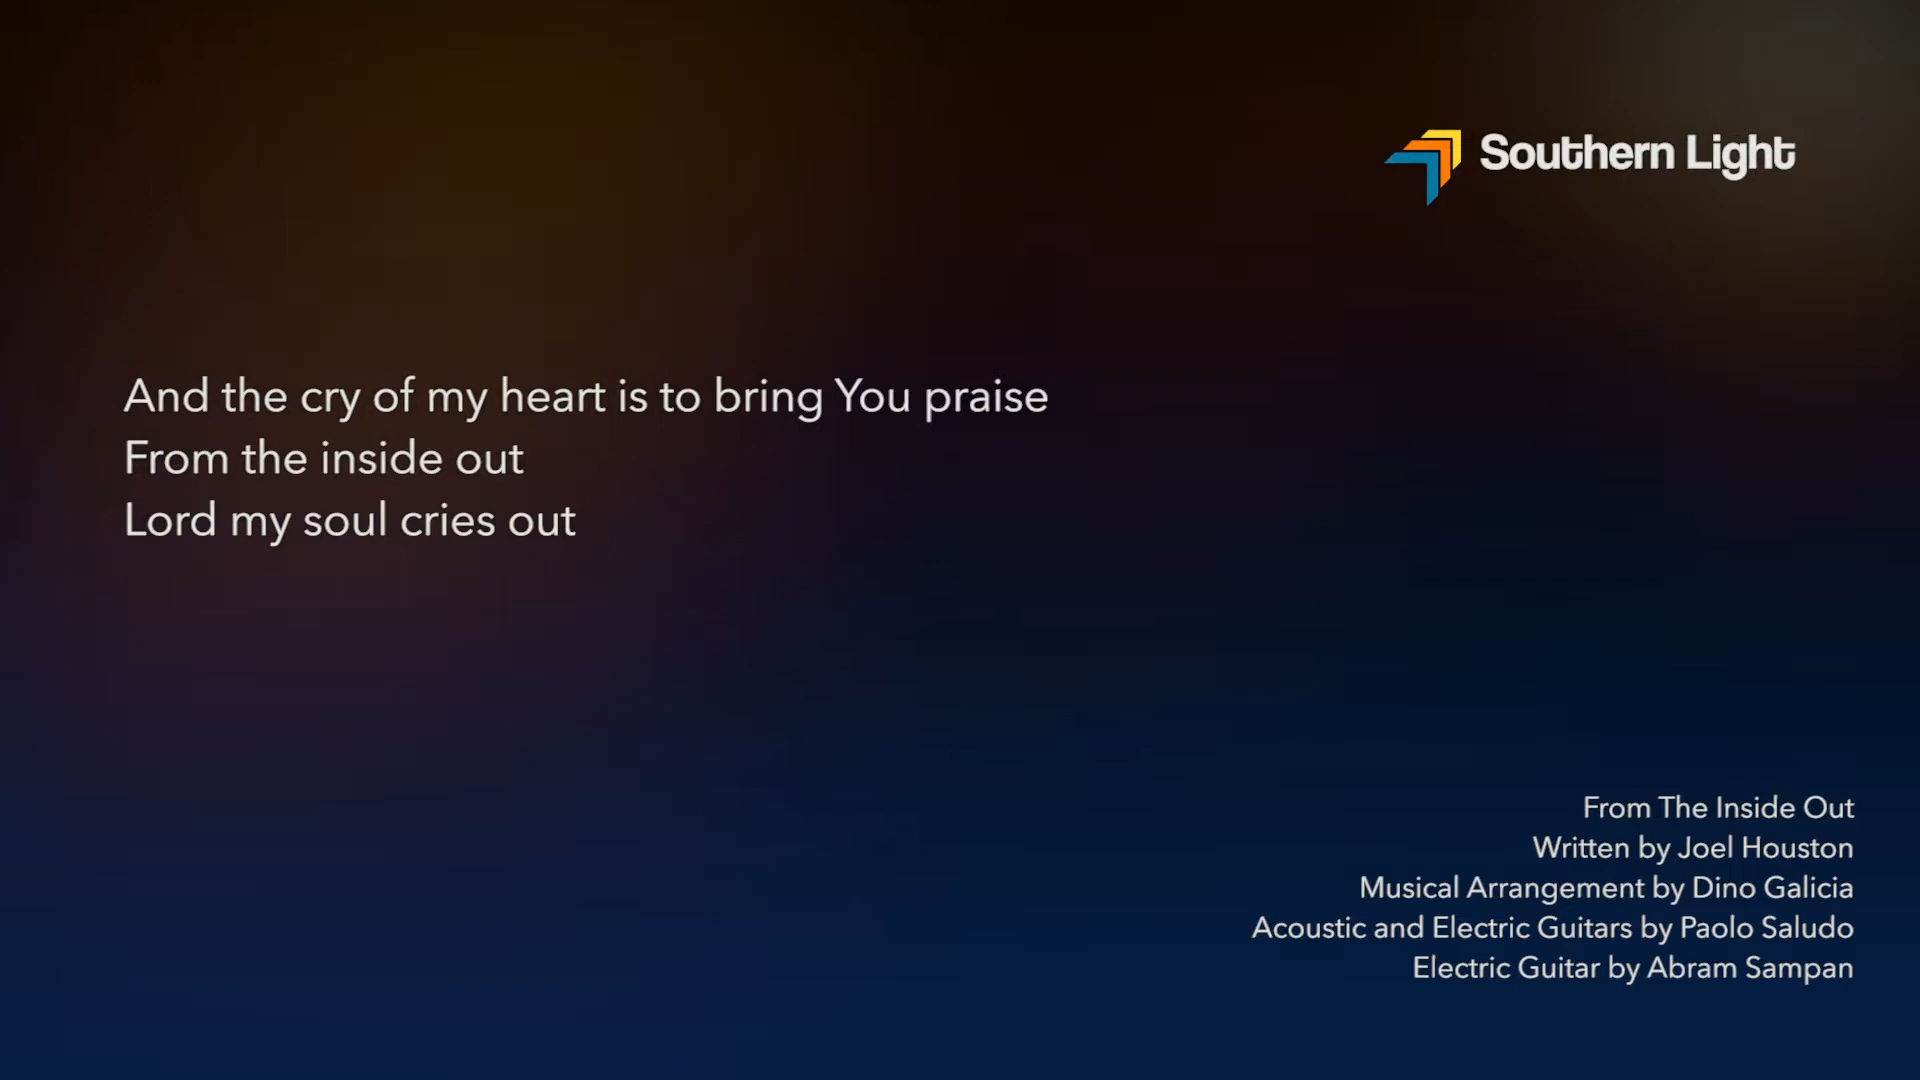 Southern Light
And the cry of my heart is to bring You praise
From the inside out
Lord my soul cries out
From The Inside Out
Written by Joel Houston
Musical Arrangement by Dino Galicia
Acoustic and Electric Guitars by Paolo Saludo
Electric Guitar by Abram Sampan